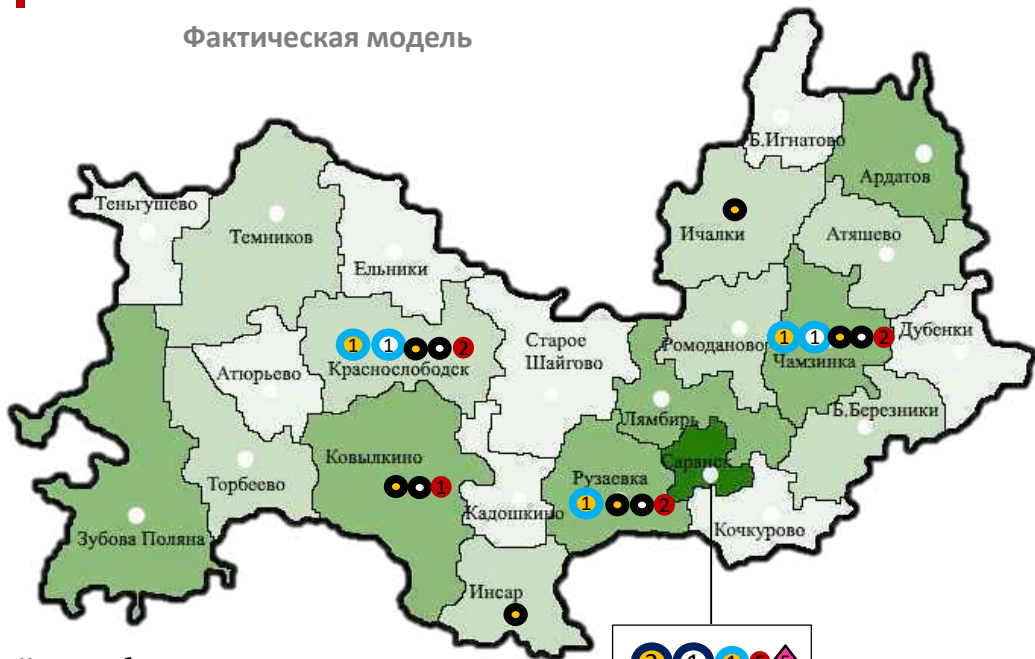 Фактическая модель
Б.Игнатово
Ардатов
Теньгушево
Темников
Ичалки
Атяшево
Ельники
1 1 2
Краснослободск
Старое
Шайгово
Ромоданово
1 1 2
Чамзинка
Дубенки
Атюрьево
Лямбирь
Б.Березники
Ковылкино
1
Торбеево
Саранск
Рузаевка
1 2
Кадошкино
Кочкурово
Зубова Поляна
Инсар